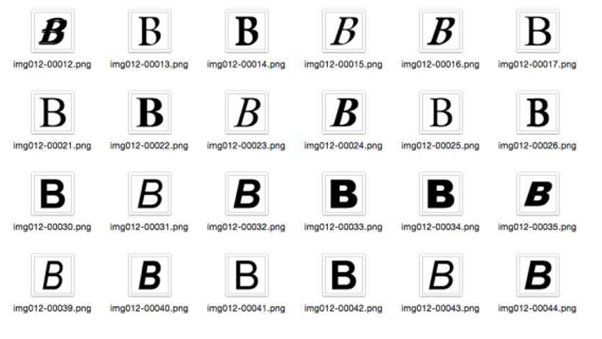 B B B B B B
img012-00012.png img012-00013.png img012-00014.png img012-00015.png img012-00016.png img012-00017.png
B B B B B B
img012-00021.png img012-00022.png img012-00023.png img012-00024.png img012-00025.png img012-00026.png
B B B B B B
img012-00030.png img012-00031.png img012-00032.png img012-00033.png img012-00034.png img012-00035.png
B B B B B B
img012-00039.png img012-00040.png img012-00041.png img012-00042.png img012-00043.png img012-00044.png